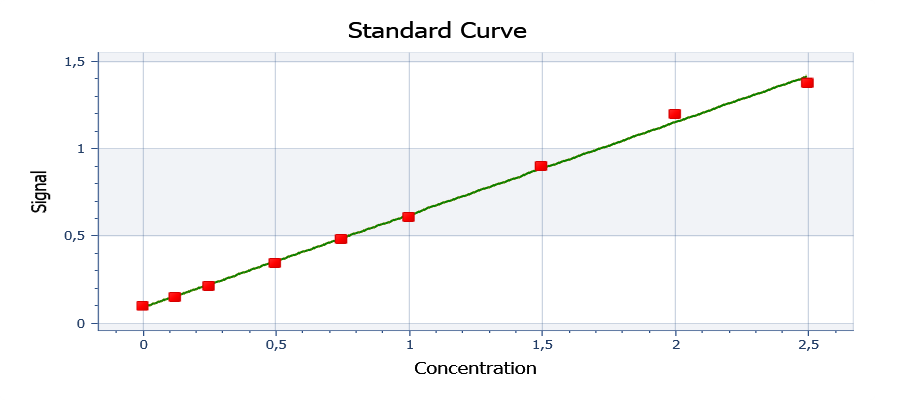 Standard Curve
1,5
1
0,5
0
Signal
0 0,5 1 1,5 2 2,5
Concentration